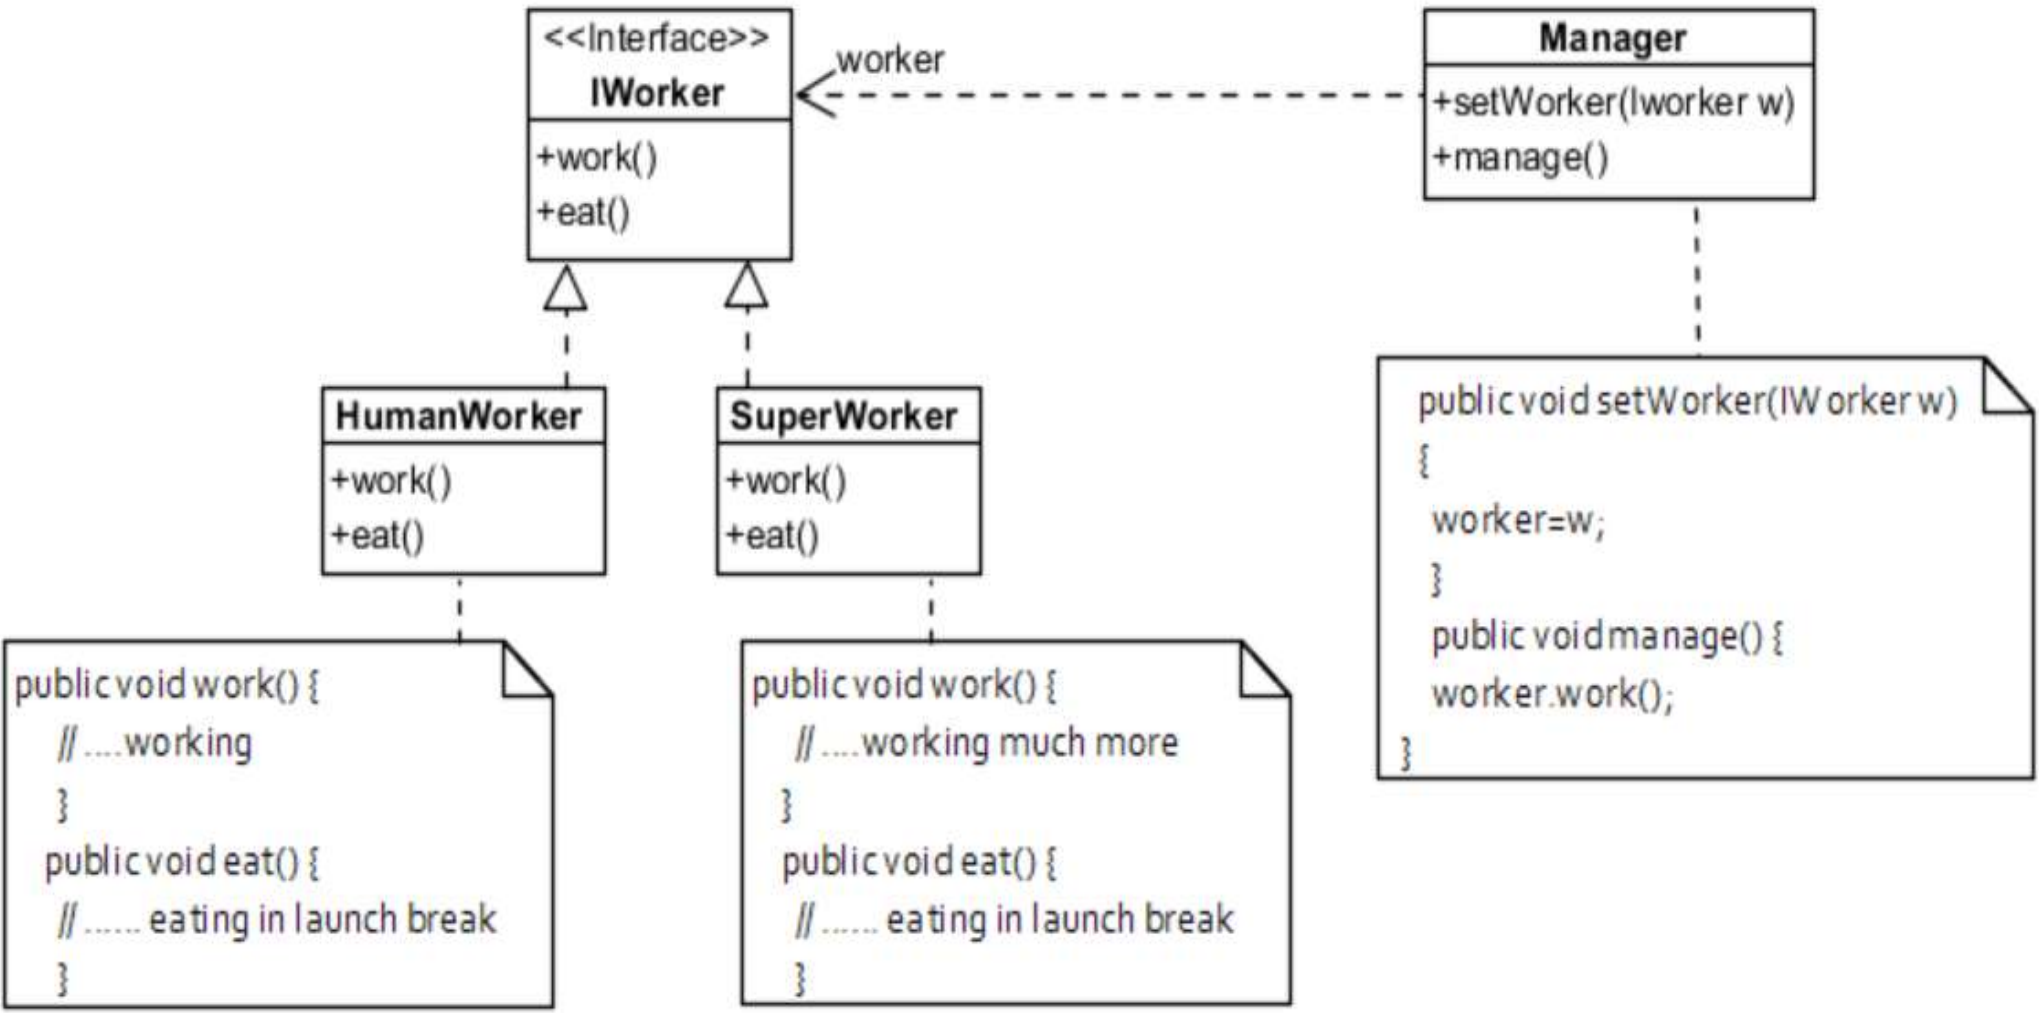 <<Interface>>
IWorker
+work()
+eat()
worker
Manager
+setWorker(Iworker w)
+manage()
HumanWorker
+work()
+eat()
SuperWorker
+work()
+eat()
public void setWorker(IWorker w)
{
worker=w;
}
public void manage() {
worker.work();
}
public void work() {
// ....working
}
public void eat() {
// ...... eating in launch break
}
public void work() {
// ....working much more
}
public void eat() {
// ...... eating in launch break
}